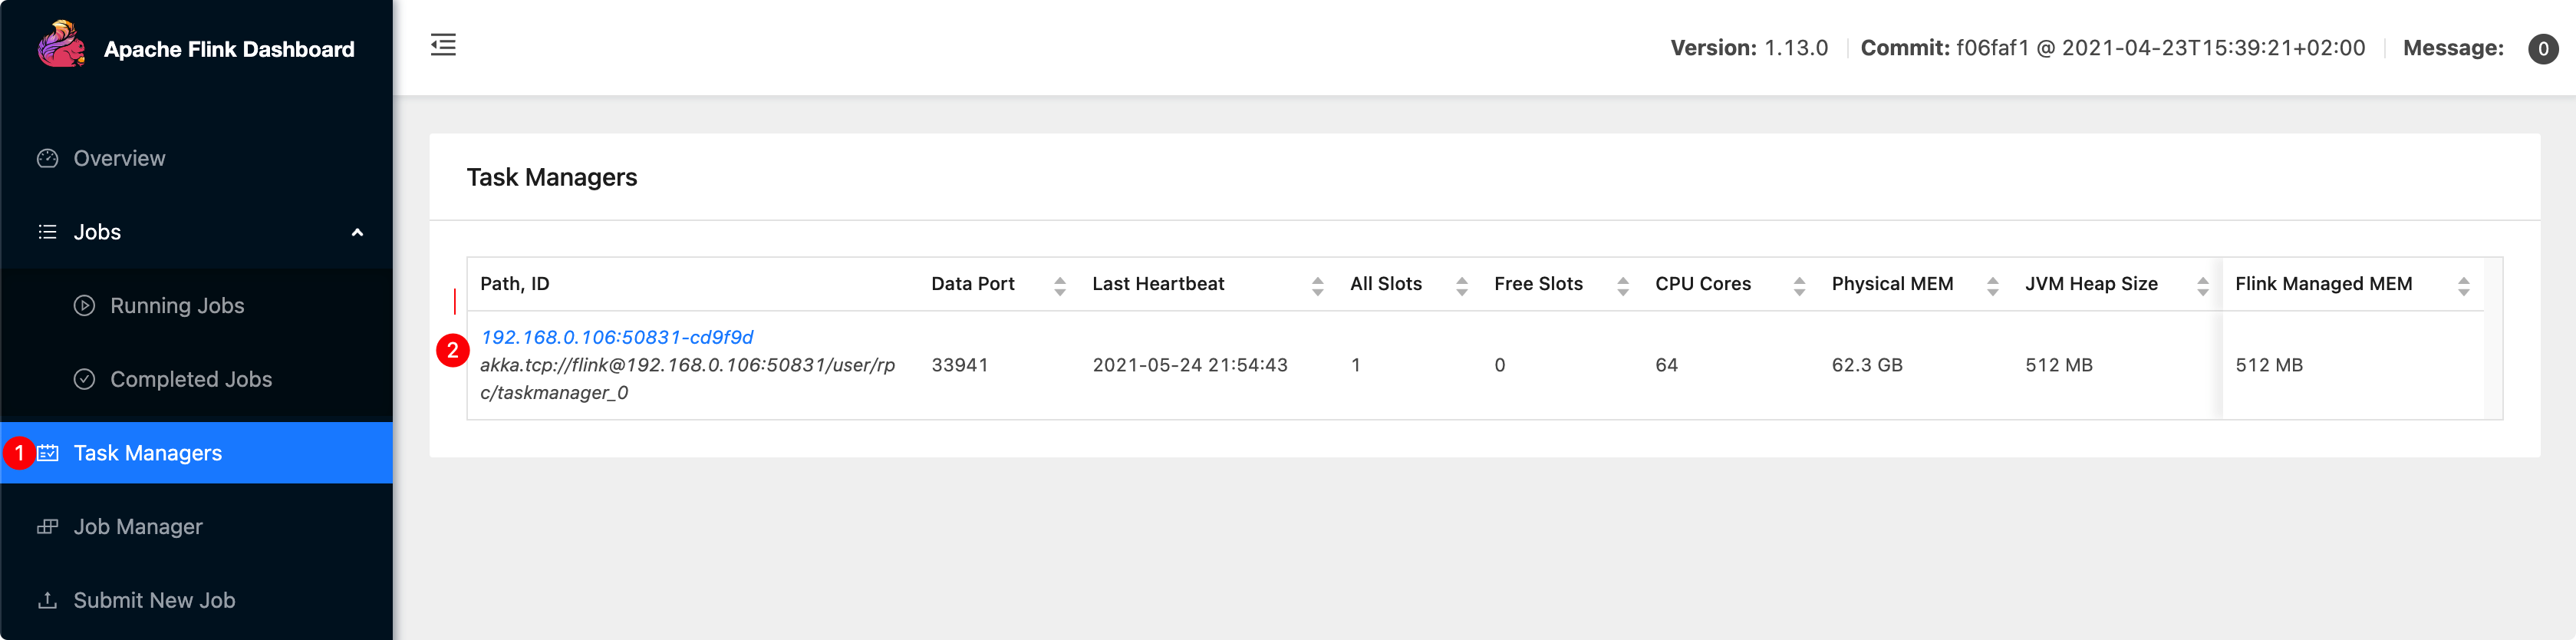 Apache Flink Dashboard
Version: 1.13.0 Commit: f06faf1 @ 2021-04-23T15:39:21+02:00 Message: 0
Overview
Jobs
Running Jobs
Completed Jobs
1 Task Managers
Job Manager
Submit New Job
Task Managers
Path, ID Data Port Last Heartbeat All Slots Free Slots CPU Cores Physical MEM JVM Heap Size Flink Managed MEM
2 192.168.0.106:50831-cd9f9d
akka.tcp://flink@192.168.0.106:50831/user/rp 33941 2021-05-24 21:54:43 1 0 64 62.3 GB 512 MB 512 MB
c/taskmanager_0